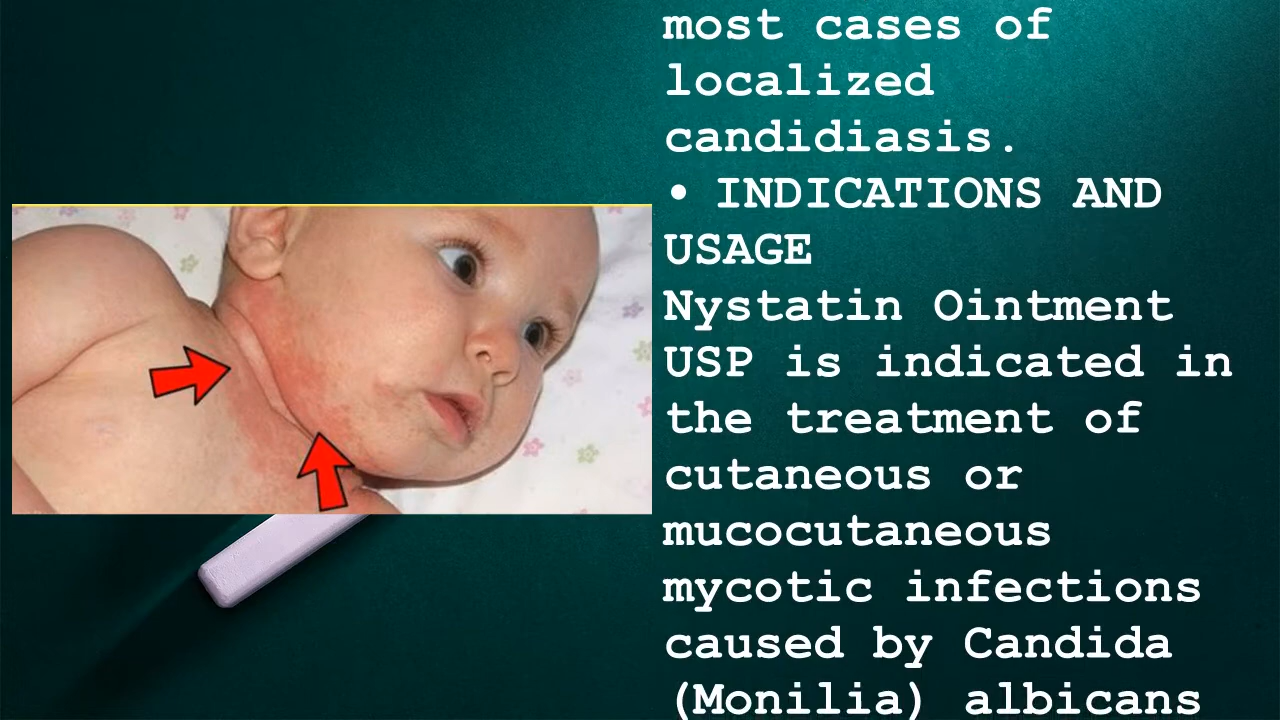 most cases of
localized
candidiasis.
• INDICATIONS AND
USAGE
Nystatin Ointment
USP is indicated in
the treatment of
cutaneous or
mucocutaneous
mycotic infections
caused by Candida
(Monilia) albicans